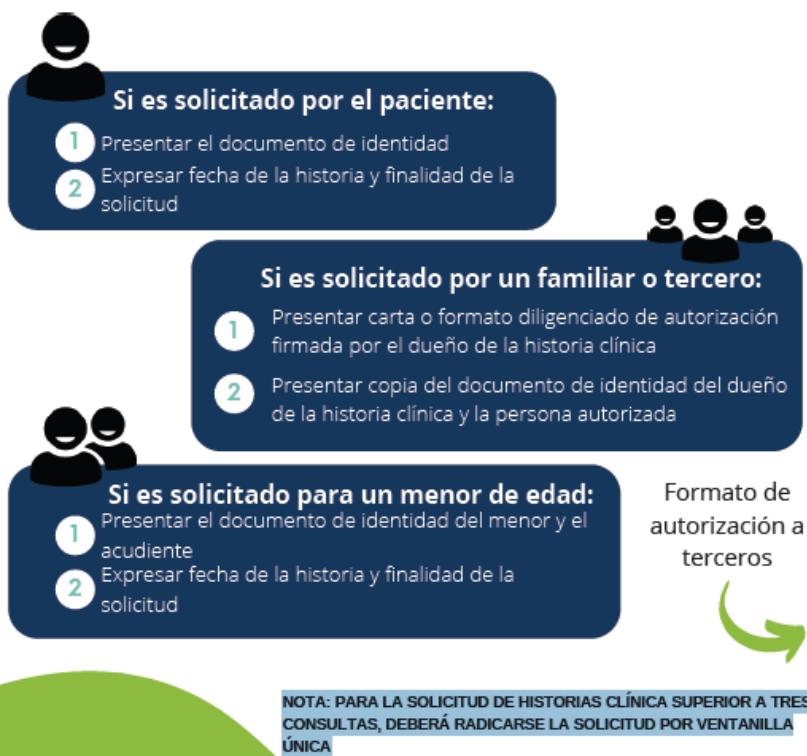 Si es solicitado por el paciente:
1 Presentar el documento de identidad
2 Expresar fecha de la historia y finalidad de la
solicitud
Si es solicitado por un familiar o tercero:
1 Presentar carta o formato diligenciado de autorización
firmada por el dueño de la historia clínica
2 Presentar copia del documento de identidad del dueño
de la historia clínica y la persona autorizada
Si es solicitado para un menor de edad:
1 Presentar el documento de identidad del menor y el
acudiente
2 Expresar fecha de la historia y finalidad de la
solicitud
Formato de
autorización a
terceros
NOTA: PARA LA SOLICITUD DE HISTORIAS CLÍNICA SUPERIOR A TRES
CONSULTAS, DEBERÁ RADICARSE LA SOLICITUD POR VENTANILLA
ÚNICA